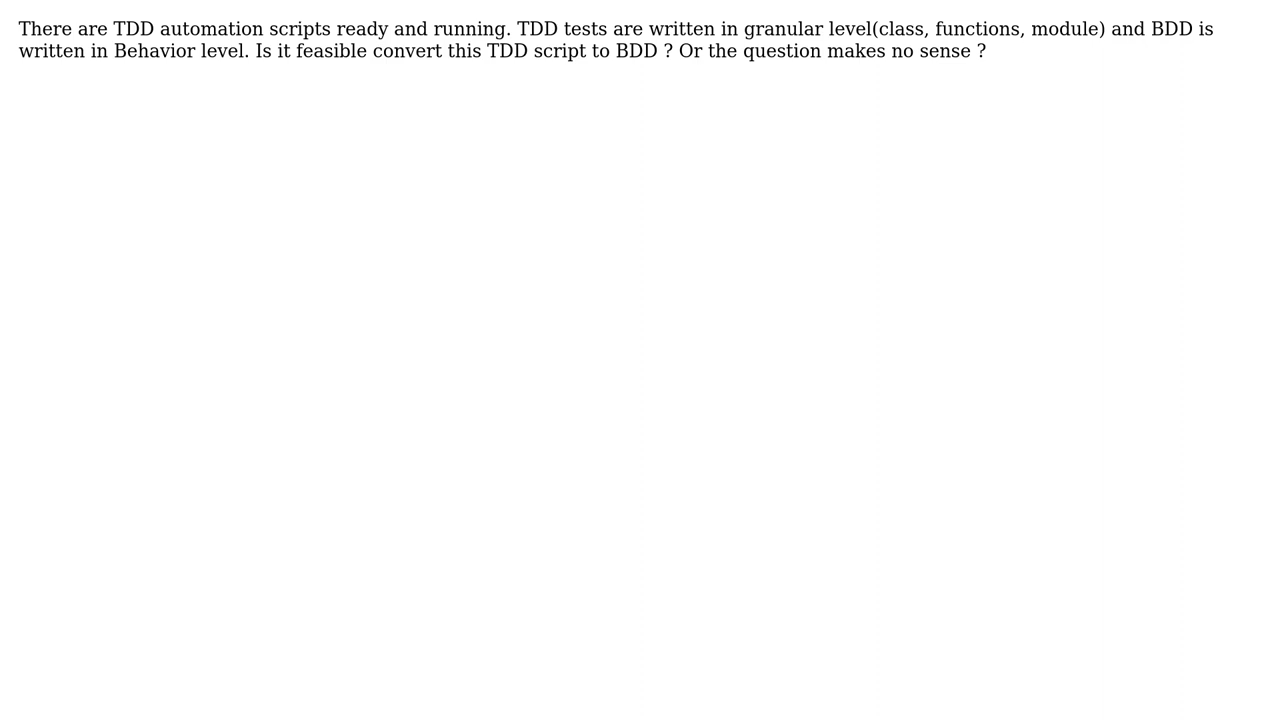 There are TDD automation scripts ready and running. TDD tests are written in granular level(class, functions, module) and BDD is
written in Behavior level. Is it feasible convert this TDD script to BDD ? Or the question makes no sense ?